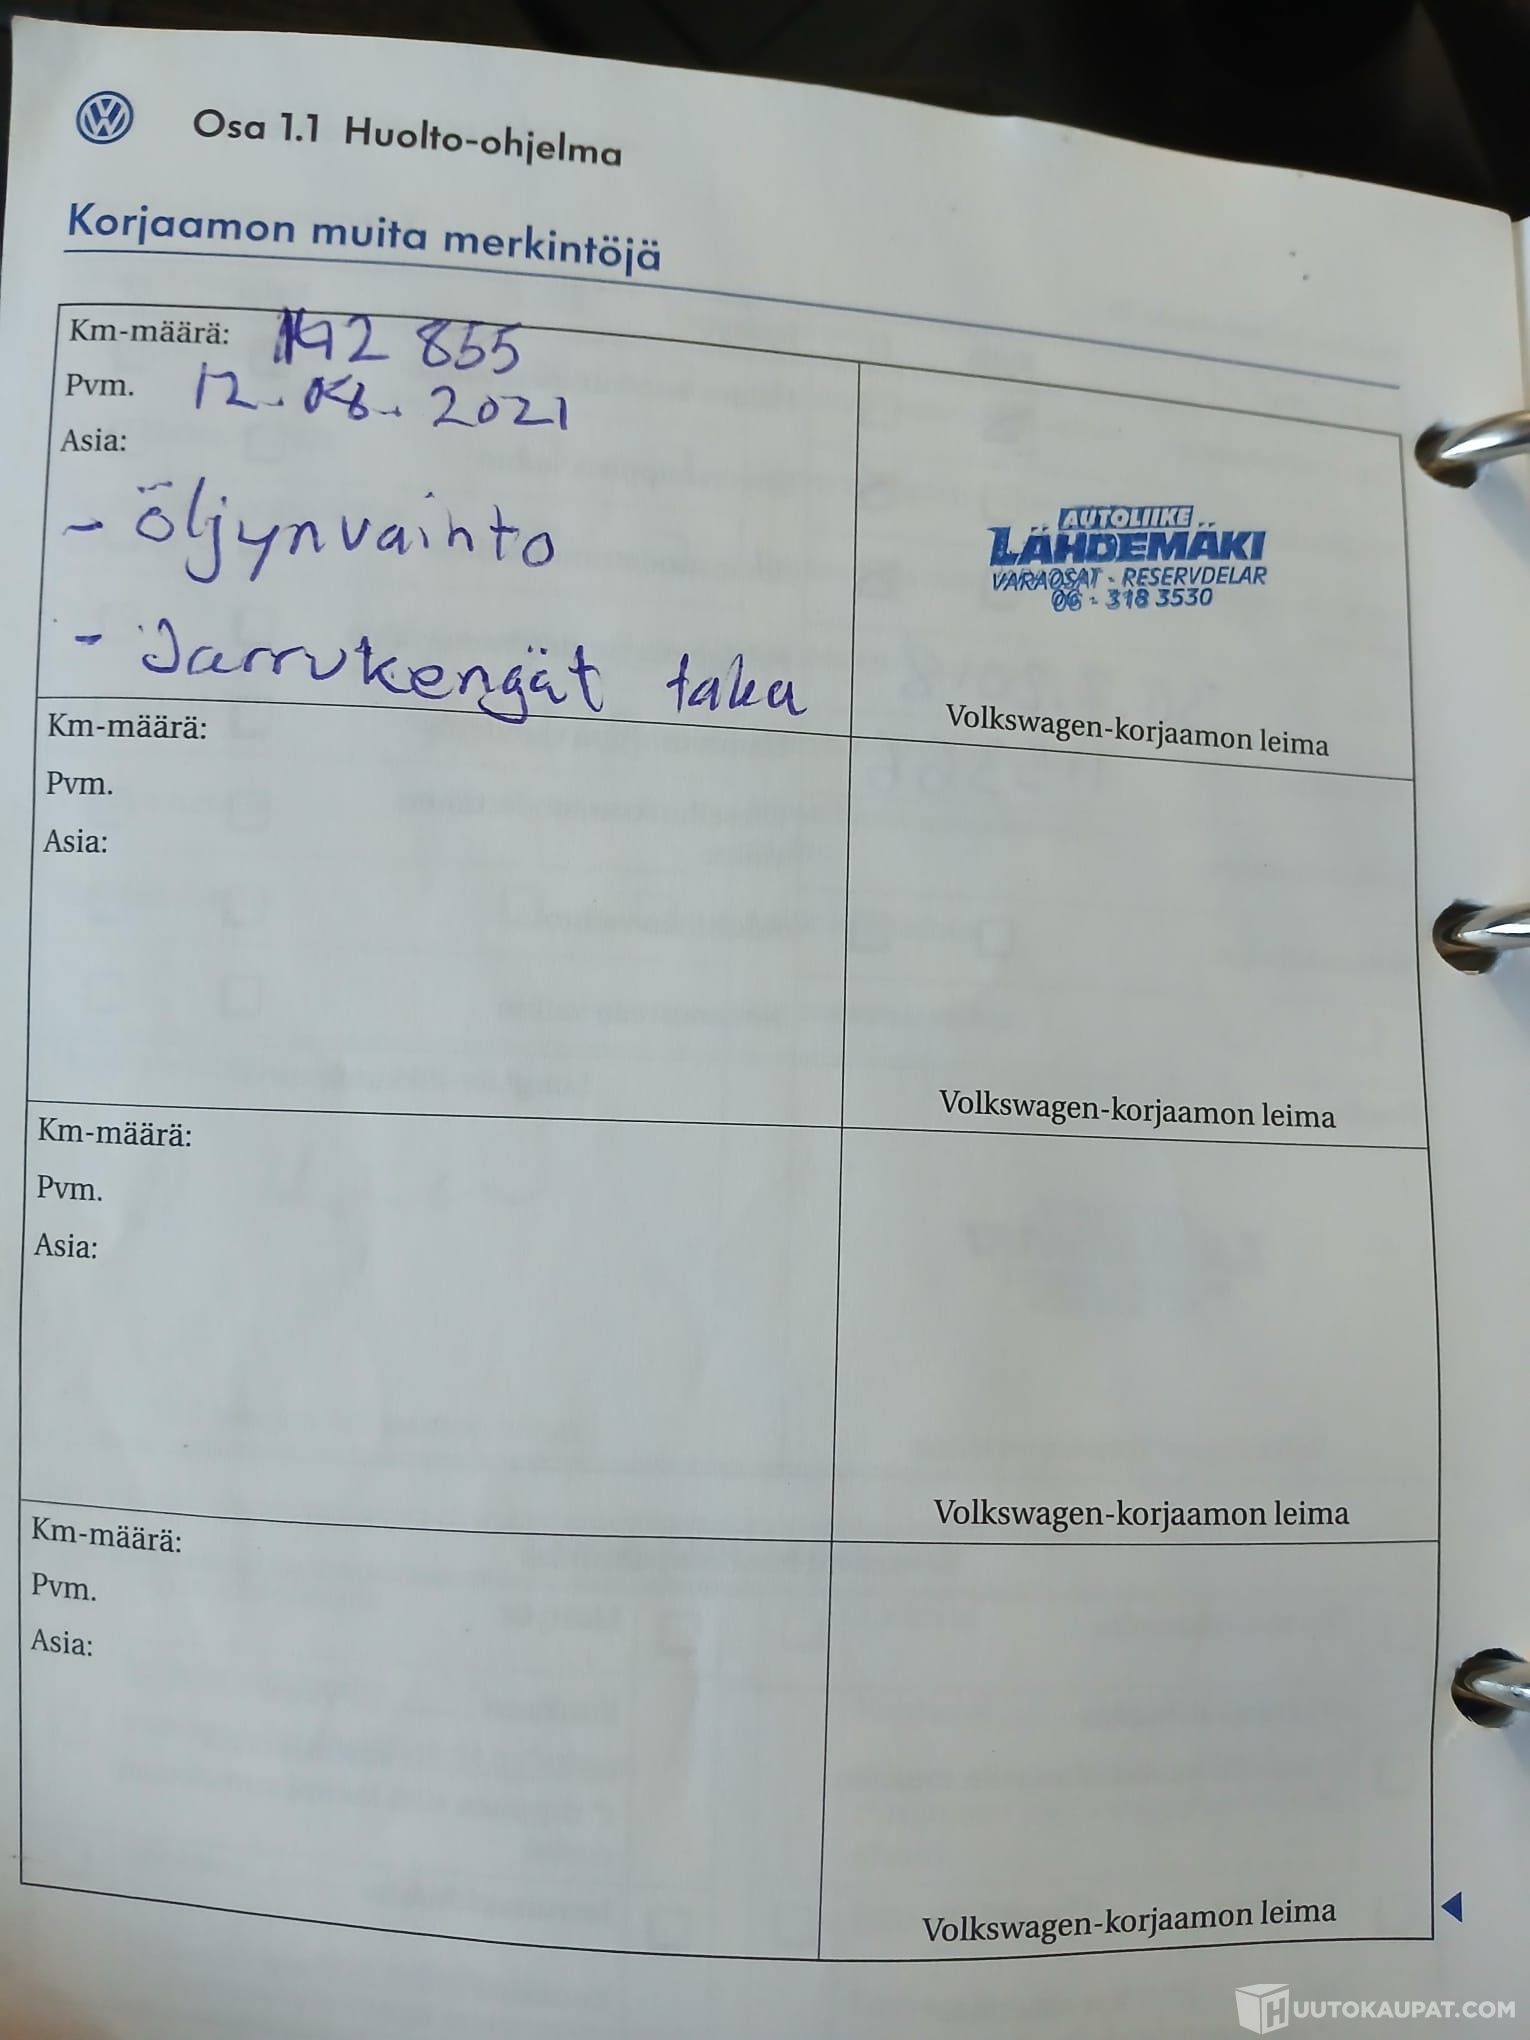 Osa 1.1 Huolto-ohjelma
Korjaamon muita merkintöjä
Km-määrä: 192 855
Pvm. 12.08.2021
Asia:
- öljynvaihto
- Jarrukengät taka
AUTOLIIKE
LÄHDEMÄKI
VARAOSAT - RESERVDELAR
06 - 318 3530
Volkswagen-korjaamon leima
Km-määrä:
Pvm.
Asia:
Volkswagen-korjaamon leima
Km-määrä:
Pvm.
Asia:
Volkswagen-korjaamon leima
Km-määrä:
Pvm.
Asia:
Volkswagen-korjaamon leima
HUUTOKAUPAT.COM